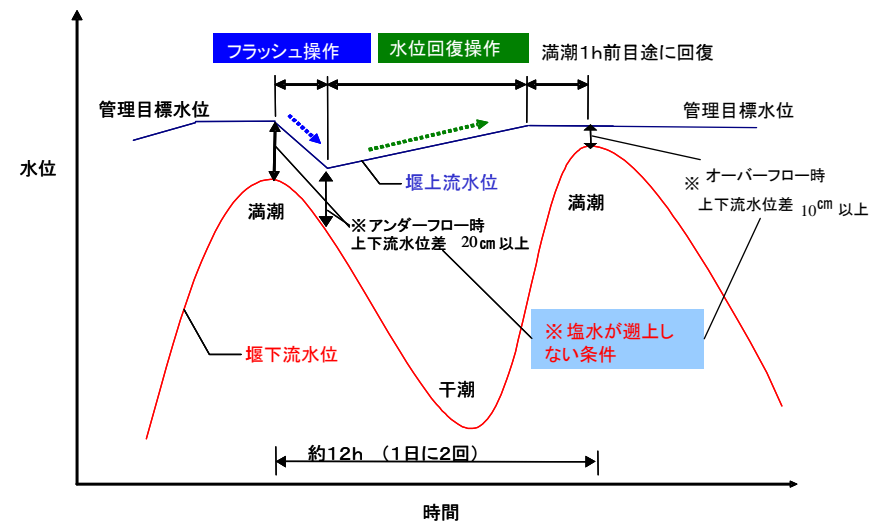 フラッシュ操作
水位回復操作
満潮1h前目途に回復
管理目標水位
管理目標水位
水位
堰上流水位
※ オーバーフロー時
上下流水位差 10cm 以上
満潮
満潮
※アンダーフロー時
上下流水位差 20㎝以上
※塩水が遡上し
ない条件
堰下流水位
干潮
約12h (1日に2回)
時間